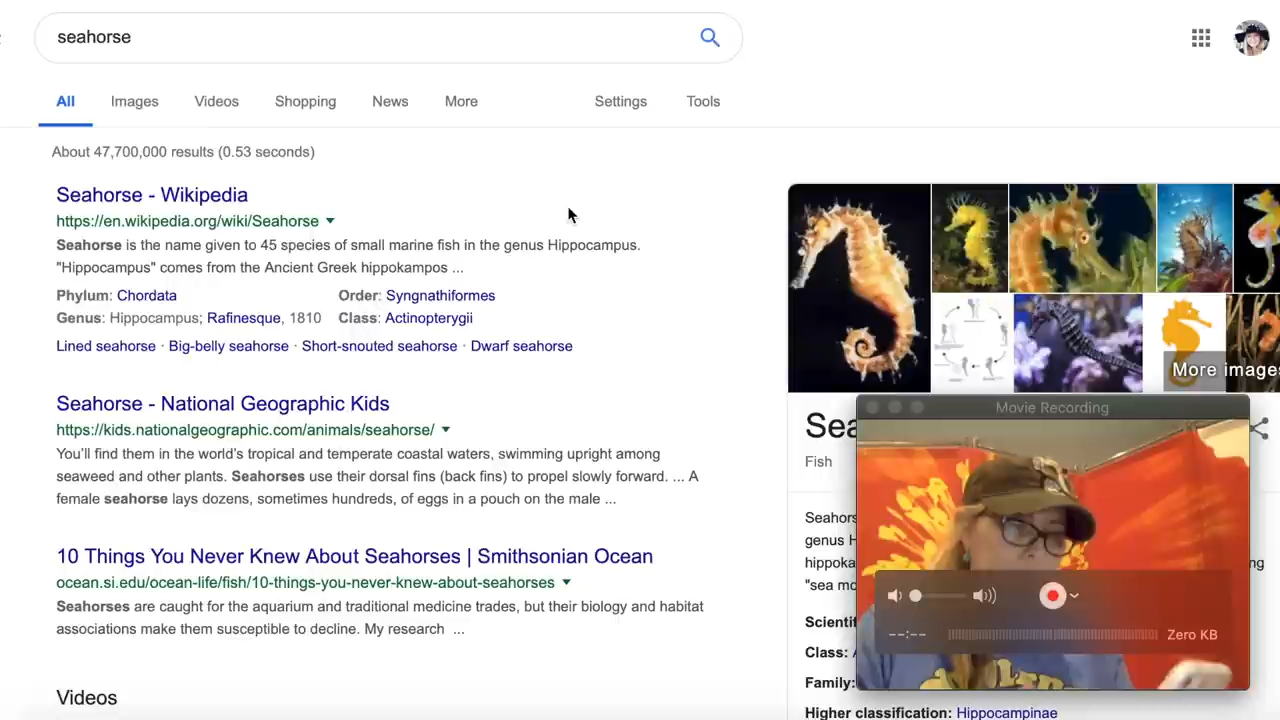 seahorse
All Images Videos Shopping News More Settings Tools
About 47,700,000 results (0.53 seconds)
Seahorse - Wikipedia
https://en.wikipedia.org/wiki/Seahorse
Seahorse is the name given to 45 species of small marine fish in the genus Hippocampus.
"Hippocampus" comes from the Ancient Greek hippokampos ...
Phylum: Chordata Order: Syngnathiformes
Genus: Hippocampus; Rafinesque, 1810 Class: Actinopterygii
Lined seahorse · Big-belly seahorse · Short-snouted seahorse · Dwarf seahorse
Seahorse - National Geographic Kids
https://kids.nationalgeographic.com/animals/seahorse/
You'll find them in the world's tropical and temperate coastal waters, swimming upright among
seaweed and other plants. Seahorses use their dorsal fins (back fins) to propel slowly forward. ... A
female seahorse lays dozens, sometimes hundreds, of eggs in a pouch on the male ...
10 Things You Never Knew About Seahorses | Smithsonian Ocean
ocean.si.edu/ocean-life/fish/10-things-you-never-knew-about-seahorses
Seahorses are caught for the aquarium and traditional medicine trades, but their biology and habitat
associations make them susceptible to decline. My research ...
Videos
More images
Sea
Fish
Seahors
genus H
hippoka
"sea mo
Scientif
Class:
Family:
Higher classification: Hippocampinae
Movie Recording
--:-- Zero KB